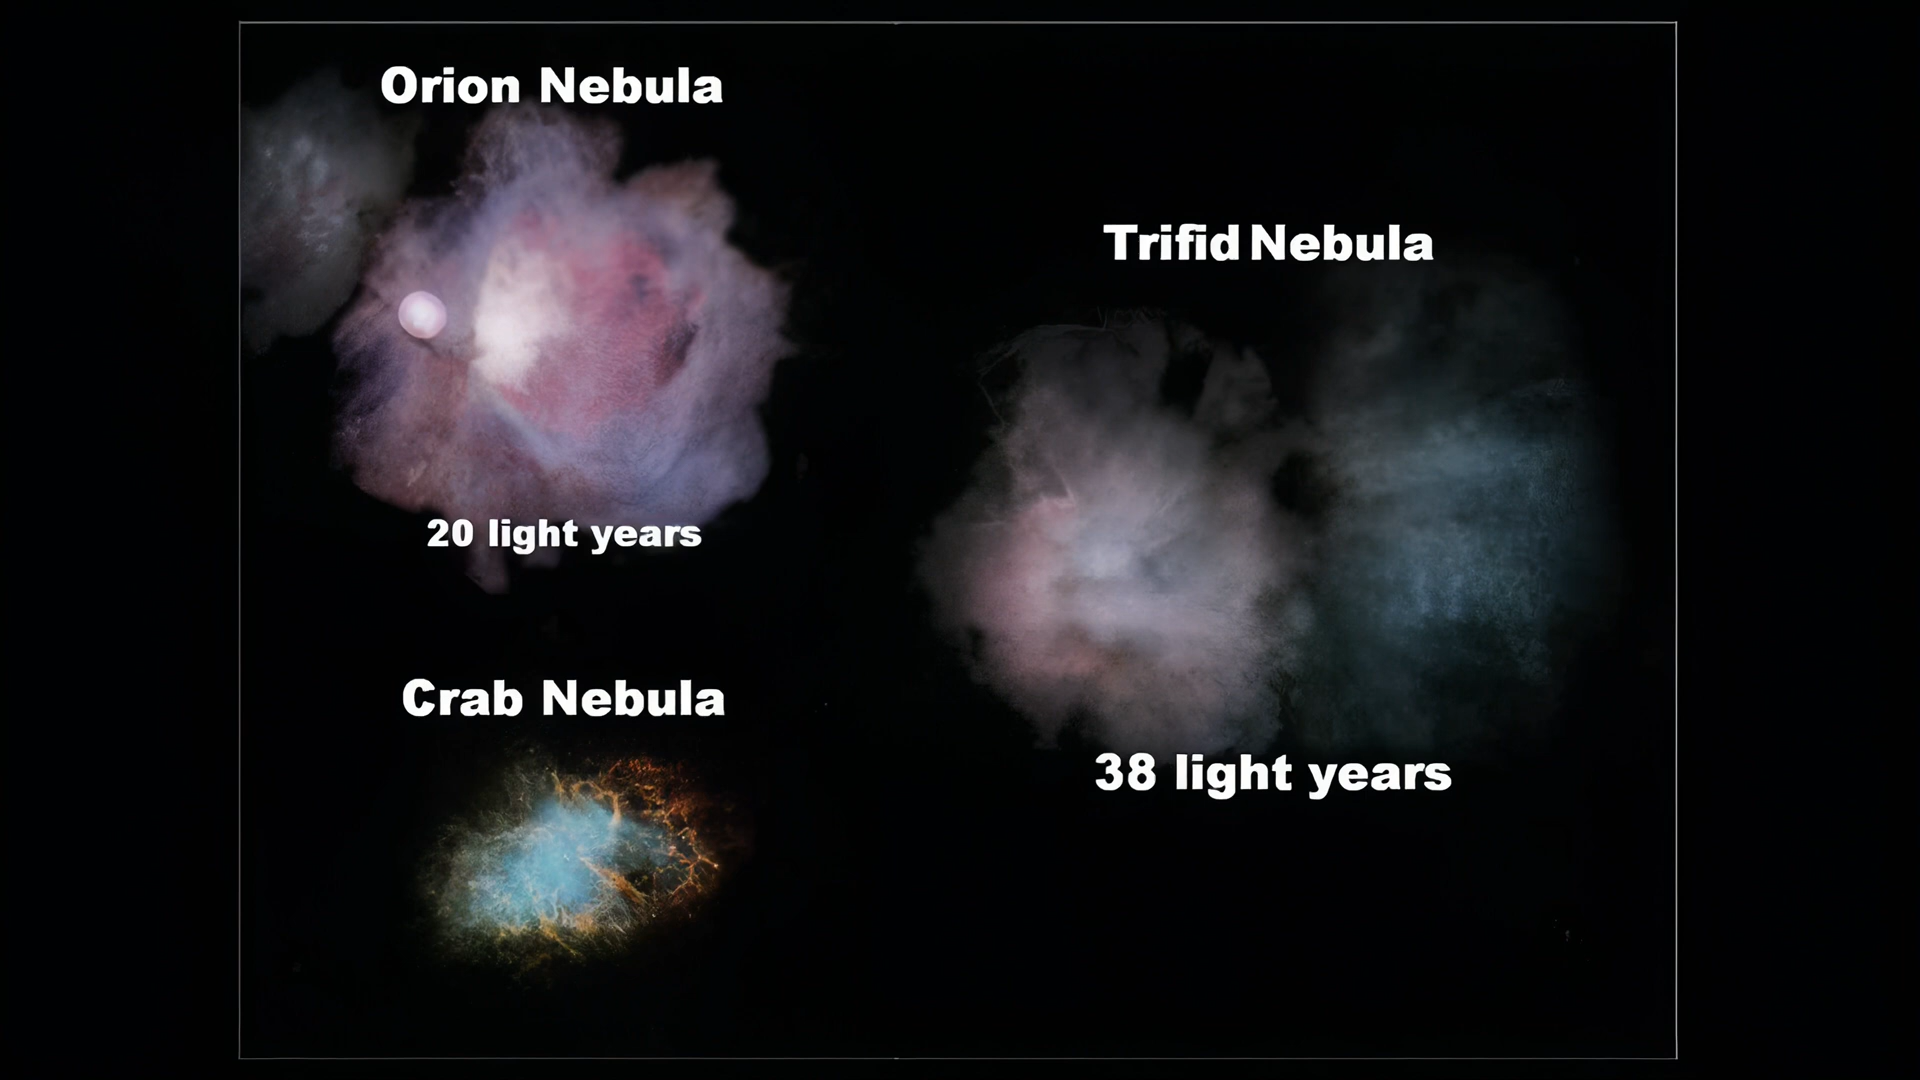 Orion Nebula
20 light years
Crab Nebula
Trifid Nebula
38 light years